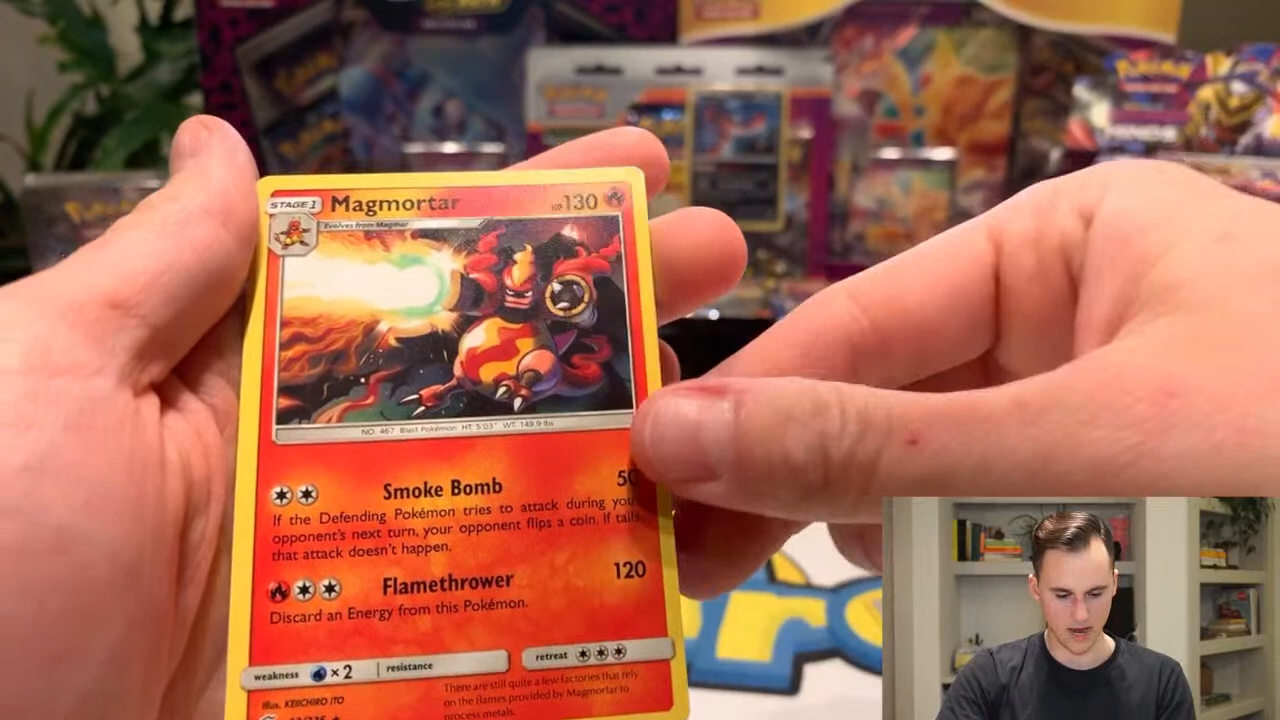 STAGE 1 Magmortar HP 130
Evolves from Magmar
NO. 467 Blast Pokémon HT: 5'03" WT: 149.9 lbs
Smoke Bomb 50
If the Defending Pokémon tries to attack during your
opponent's next turn, your opponent flips a coin. If tails
that attack doesn't happen.
Flamethrower 120
Discard an Energy from this Pokémon.
weakness ×2 resistance retreat
Illus. KEIICHIRO ITO
There are still quite a few factories that rely
on the flames provided by Magmortar to
process metals.
Pokémon